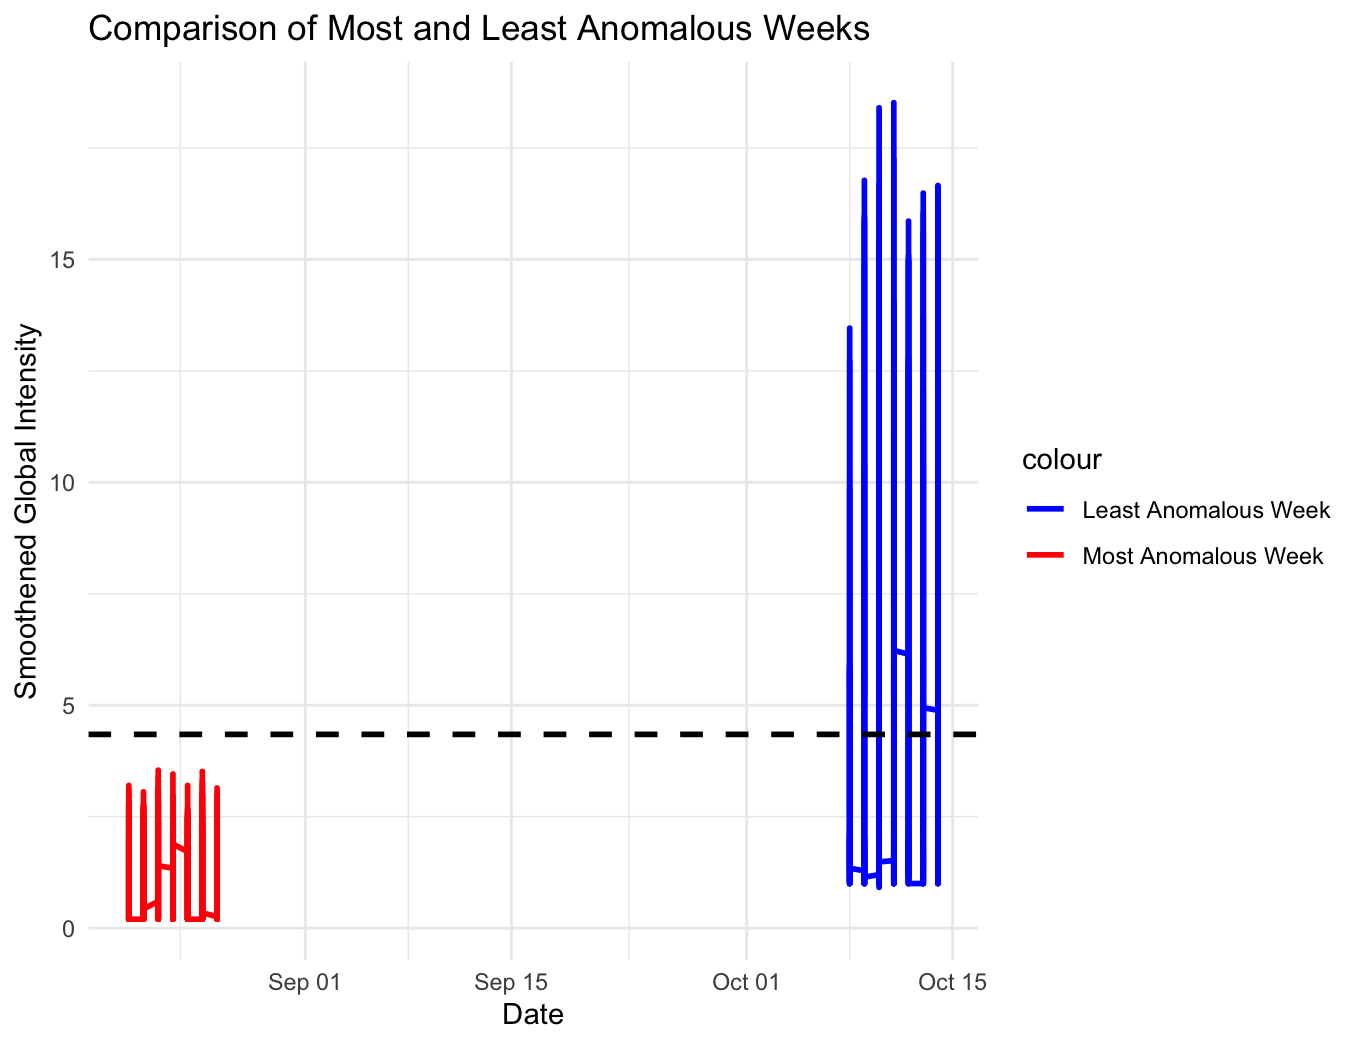 Comparison of Most and Least Anomalous Weeks
Smoothened Global Intensity
15
10
5
0
Sep 01
Sep 15
Oct 01
Oct 15
Date
colour
Least Anomalous Week
Most Anomalous Week